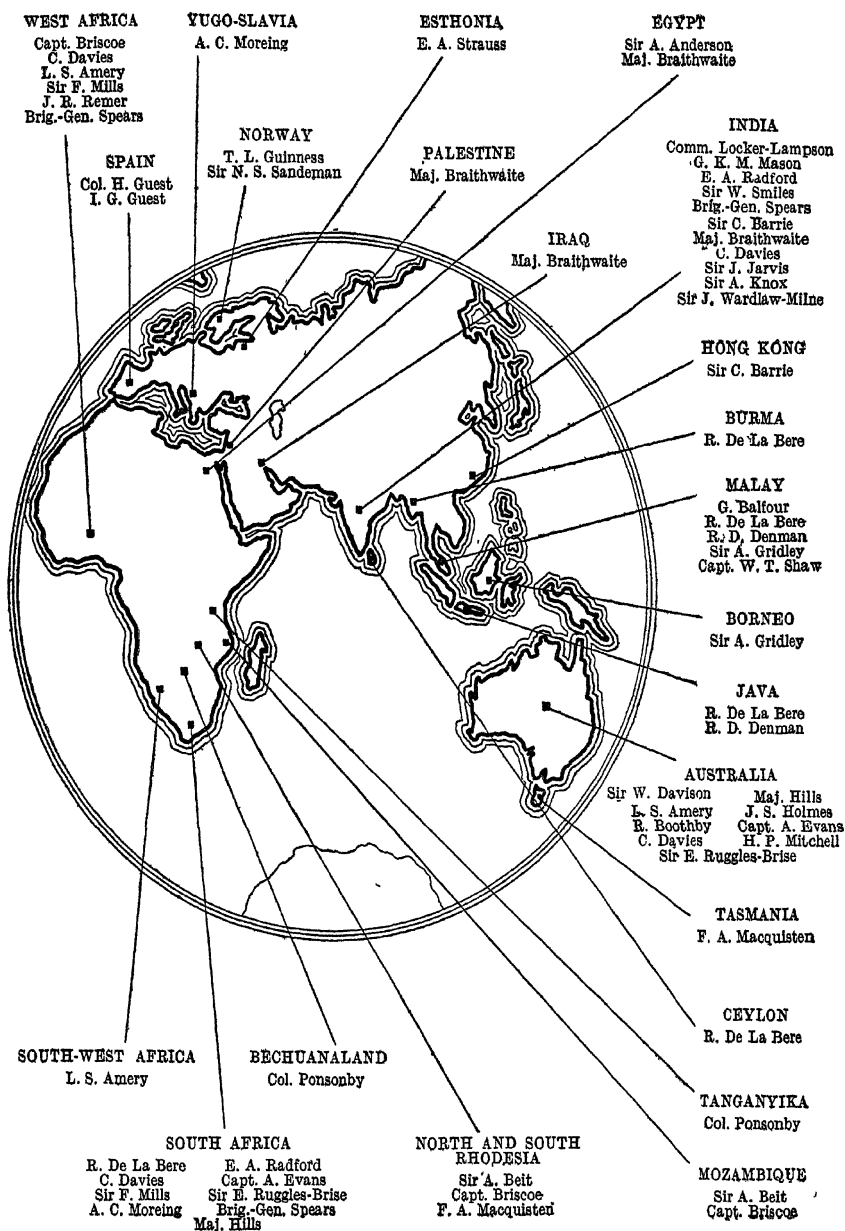 WEST AFRICA
Capt. Briscoe
C. Davies
L. S. Amery
Sir F. Mills
J. R. Remer
Brig.-Gen. Spears
YUGO-SLAVIA
A. C. Moreing
ESTHONIA
E. A. Strauss
EGYPT
Sir A. Anderson
Maj. Braithwaite
SPAIN
Col. H. Guest
I. G. Guest
NORWAY
T. L. Guinness
Sir N. S. Sandeman
PALESTINE
Maj. Braithwaite
IRAQ
Maj. Braithwaite
INDIA
Comm. Locker-Lampson
G. K. M. Mason
E. A. Radford
Sir W. Smiles
Brig.-Gen. Spears
Sir C. Barrie
Maj. Braithwaite
C. Davies
Sir J. Jarvis
Sir A. Knox
Sir J. Wardlaw-Milne
HONG KONG
Sir C. Barrie
BURMA
R. De La Bere
MALAY
G. Balfour
R. De La Bere
R. D. Denman
Sir A. Gridley
Capt. W. T. Shaw
BORNEO
Sir A. Gridley
JAVA
R. De La Bere
R. D. Denman
AUSTRALIA
Sir W. Davison Maj. Hills
L. S. Amery J. S. Holmes
R. Boothby Capt. A. Evans
C. Davies H. P. Mitchell
Sir E. Ruggles-Brise
TASMANIA
F. A. Macquisten
CEYLON
R. De La Bere
TANGANYIKA
Col. Ponsonby
MOZAMBIQUE
Sir A. Beit
Capt. Briscoe
SOUTH-WEST AFRICA
L. S. Amery
BECHUANALAND
Col. Ponsonby
SOUTH AFRICA
R. De La Bere E. A. Radford
C. Davies Capt. A. Evans
Sir F. Mills Sir E. Ruggles-Brise
A. C. Moreing Brig.-Gen. Spears
Maj. Hills
NORTH AND SOUTH
RHODESIA
Sir A. Beit
Capt. Briscoe
F. A. Macquisten